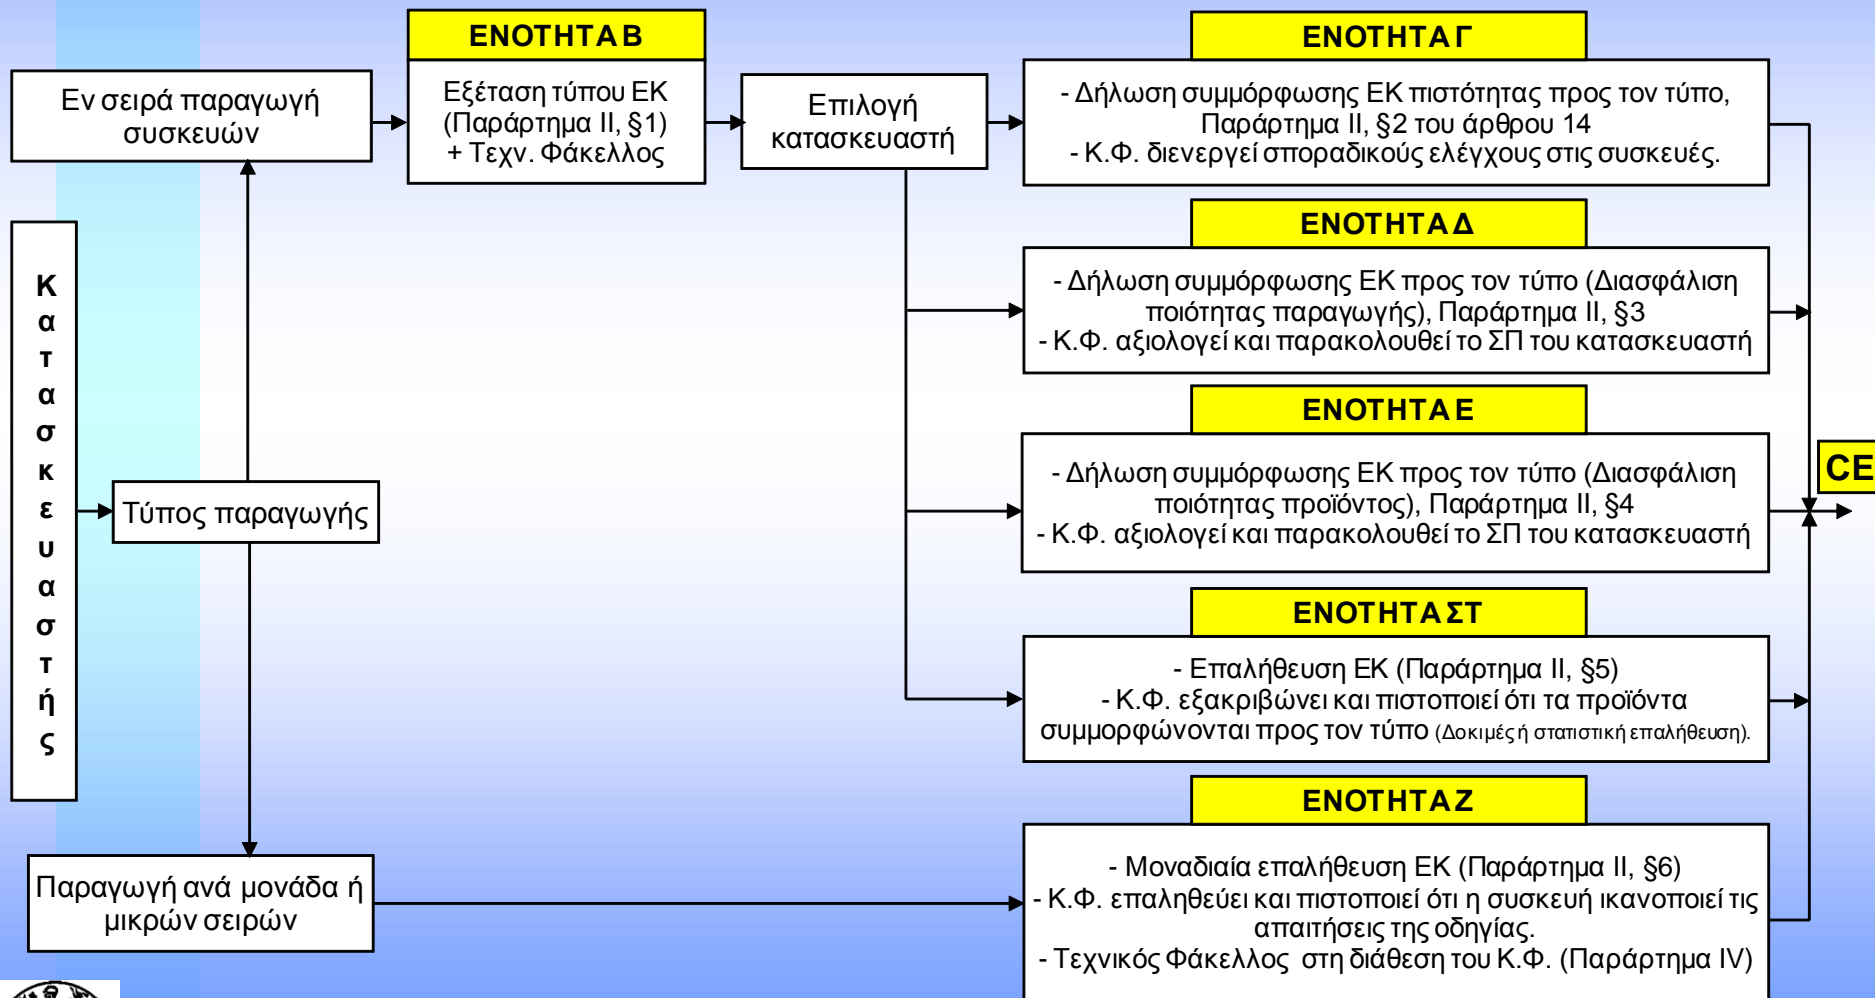 ΕΝΟΤΗΤΑ Β
Εν σειρά παραγωγή
συσκευών
Εξέταση τύπου ΕΚ
(Παράρτημα ΙΙ, §1)
+ Τεχν. Φάκελλος
Επιλογή
κατασκευαστή
ΕΝΟΤΗΤΑ Γ
- Δήλωση συμμόρφωσης ΕΚ πιστότητας προς τον τύπο,
Παράρτημα ΙΙ, §2 του άρθρου 14
- Κ.Φ. διενεργεί σποραδικούς ελέγχους στις συσκευές.
ΕΝΟΤΗΤΑ Δ
- Δήλωση συμμόρφωσης ΕΚ προς τον τύπο (Διασφάλιση
ποιότητας παραγωγής), Παράρτημα ΙΙ, §3
- Κ.Φ. αξιολογεί και παρακολουθεί το ΣΠ του κατασκευαστή
Κ
α
τ
α
σ
κ
ε
υ
α
σ
τ
ή
ς
Τύπος παραγωγής
ΕΝΟΤΗΤΑ Ε
- Δήλωση συμμόρφωσης ΕΚ προς τον τύπο (Διασφάλιση
ποιότητας προϊόντος), Παράρτημα ΙΙ, §4
- Κ.Φ. αξιολογεί και παρακολουθεί το ΣΠ του κατασκευαστή
CE
ΕΝΟΤΗΤΑ ΣΤ
- Επαλήθευση ΕΚ (Παράρτημα ΙΙ, §5)
- Κ.Φ. εξακριβώνει και πιστοποιεί ότι τα προϊόντα
συμμορφώνονται προς τον τύπο (Δοκιμές ή στατιστική επαλήθευση).
Παραγωγή ανά μονάδα ή
μικρών σειρών
ΕΝΟΤΗΤΑ Ζ
- Μοναδιαία επαλήθευση ΕΚ (Παράρτημα ΙΙ, §6)
- Κ.Φ. επαληθεύει και πιστοποιεί ότι η συσκευή ικανοποιεί τις
απαιτήσεις της οδηγίας.
- Τεχνικός Φάκελλος στη διάθεση του Κ.Φ. (Παράρτημα IV)